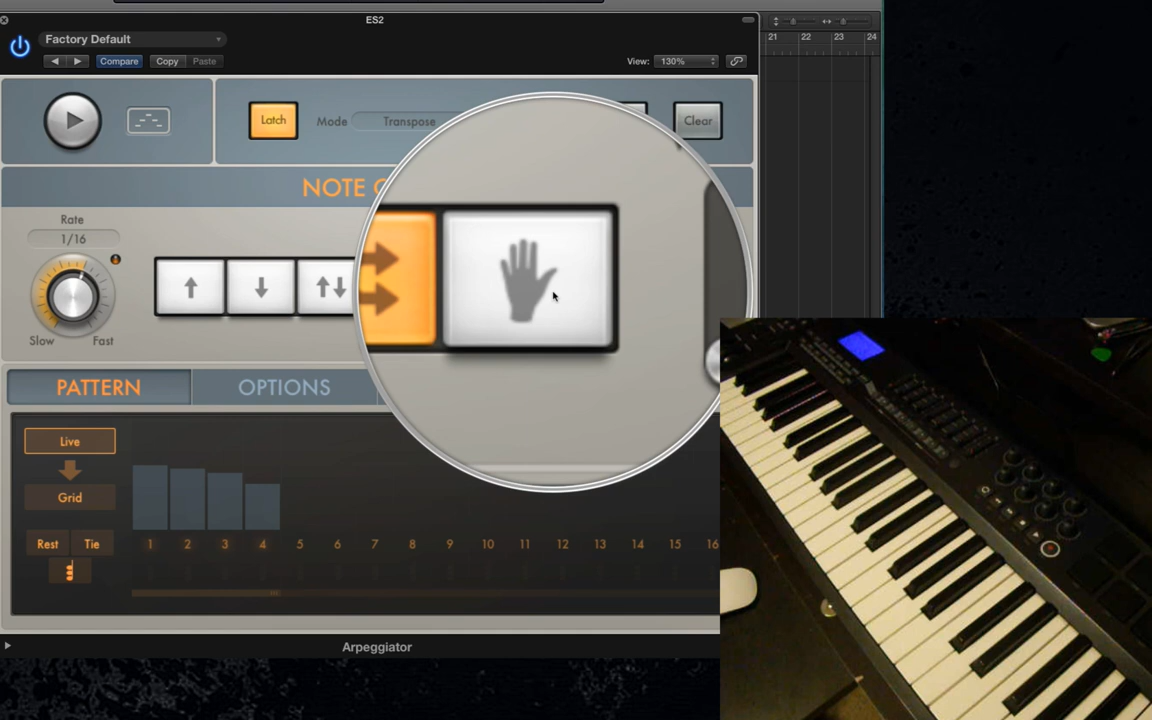 ES2
Factory Default
Compare Copy Paste
View: 130%
21 22 23 24
Latch
Mode Transpose
Clear
NOTE
Rate
1/16
Slow Fast
PATTERN OPTIONS
Live
Grid
Rest Tie
1 2 3 4 5 6 7 8 9 10 11 12 13 14 15 16
Arpeggiator